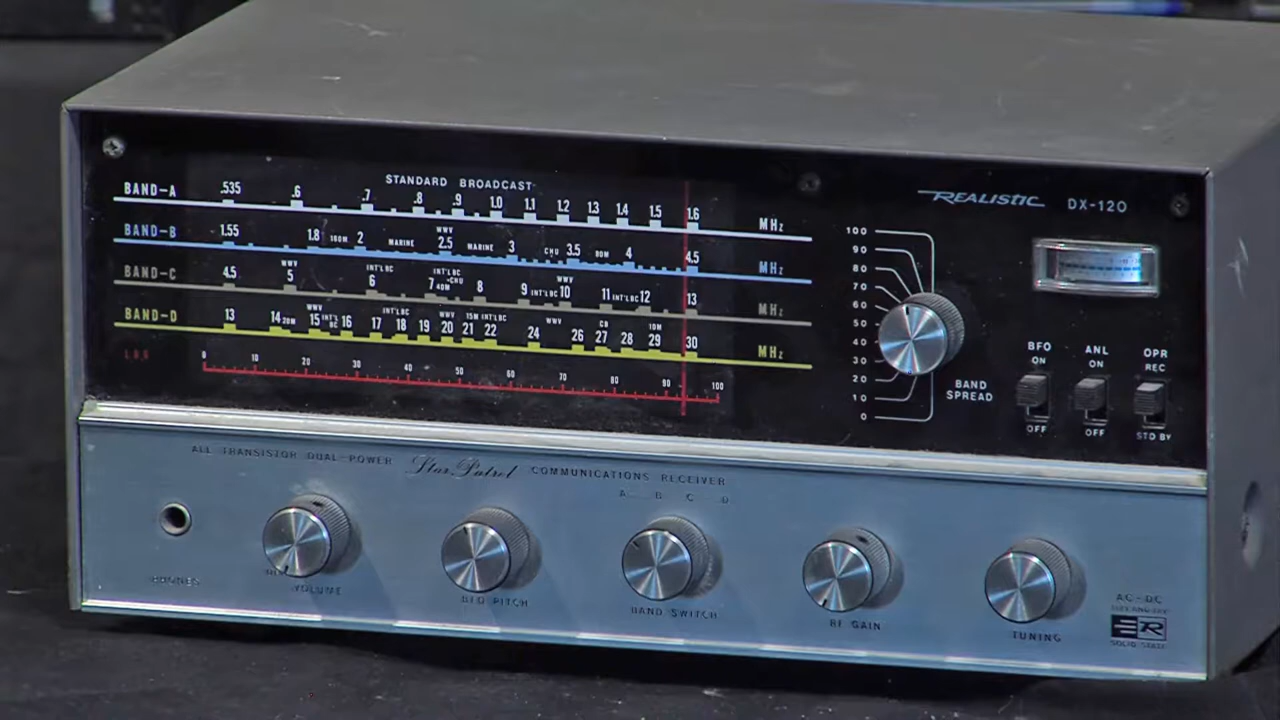 STANDARD BROADCAST
BAND-A .535 .6 .7 .8 .9 1.0 1.1 1.2 1.3 1.4 1.5 1.6 MHz
WWV
BAND-B 1.55 1.8 160M 2 MARINE 2.5 MARINE 3 CHU 3.5 80M 4 4.5 MHz
WWV INT'L BC INT'L BC WWV
BAND-C 4.5 5 6 7 40M CHU 8 9 INT'L BC 10 11 INT'L BC 12 13 MHz
WWV INT'L BC WWV 15M INT'L BC WWV CB 10M
BAND-D 13 14 20M 15 INT'L BC 16 17 18 19 20 21 22 24 26 27 28 29 30 MHz
LOG 0 10 20 30 40 50 60 70 80 90 100
REALISTIC DX-120
100
90
80
70
60
50
40
30
20
10
0
BAND
SPREAD
BFO ANL OPR
ON ON REC
OFF OFF STD BY
ALL TRANSISTOR DUAL-POWER Star Patrol COMMUNICATIONS RECEIVER
A B C D
PHONES
VOLUME
BFO PITCH
BAND SWITCH
RF GAIN
TUNING
AC-DC
ER
SOLID STATE